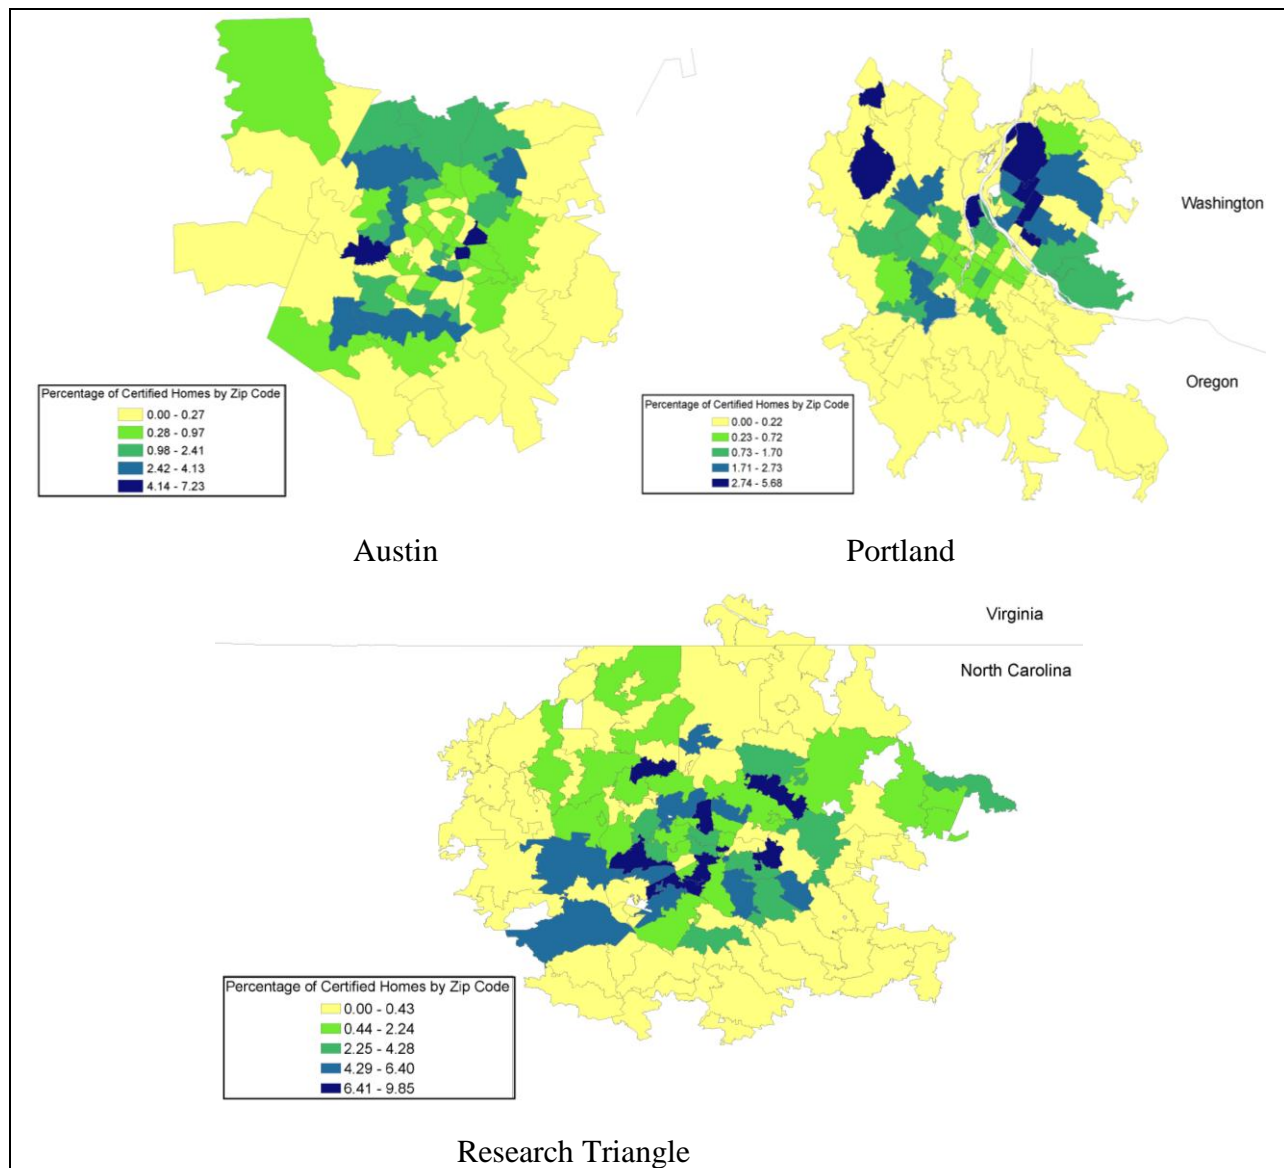 Washington
Oregon
Percentage of Certified Homes by Zip Code
0.00 - 0.27
0.28 - 0.97
0.98 - 2.41
2.42 - 4.13
4.14 - 7.23
Percentage of Certified Homes by Zip Code
0.00 - 0.22
0.23 - 0.72
0.73 - 1.70
1.71 - 2.73
2.74 - 5.68
Austin
Portland
Virginia
North Carolina
Percentage of Certified Homes by Zip Code
0.00 - 0.43
0.44 - 2.24
2.25 - 4.28
4.29 - 6.40
6.41 - 9.85
Research Triangle